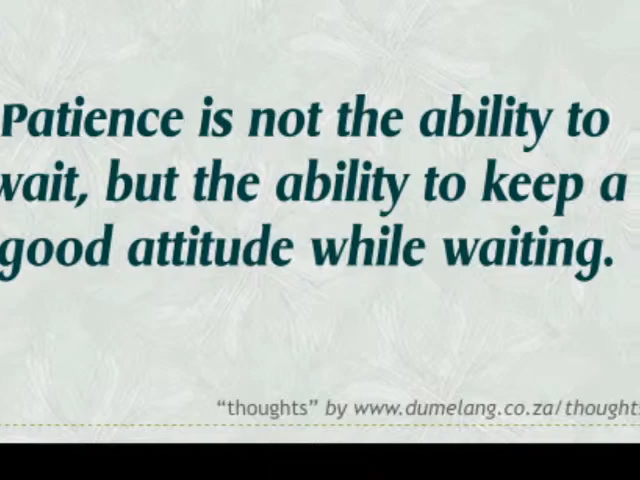 Patience is not the ability to
wait, but the ability to keep a
good attitude while waiting.
“thoughts” by www.dumelang.co.za/thoughts